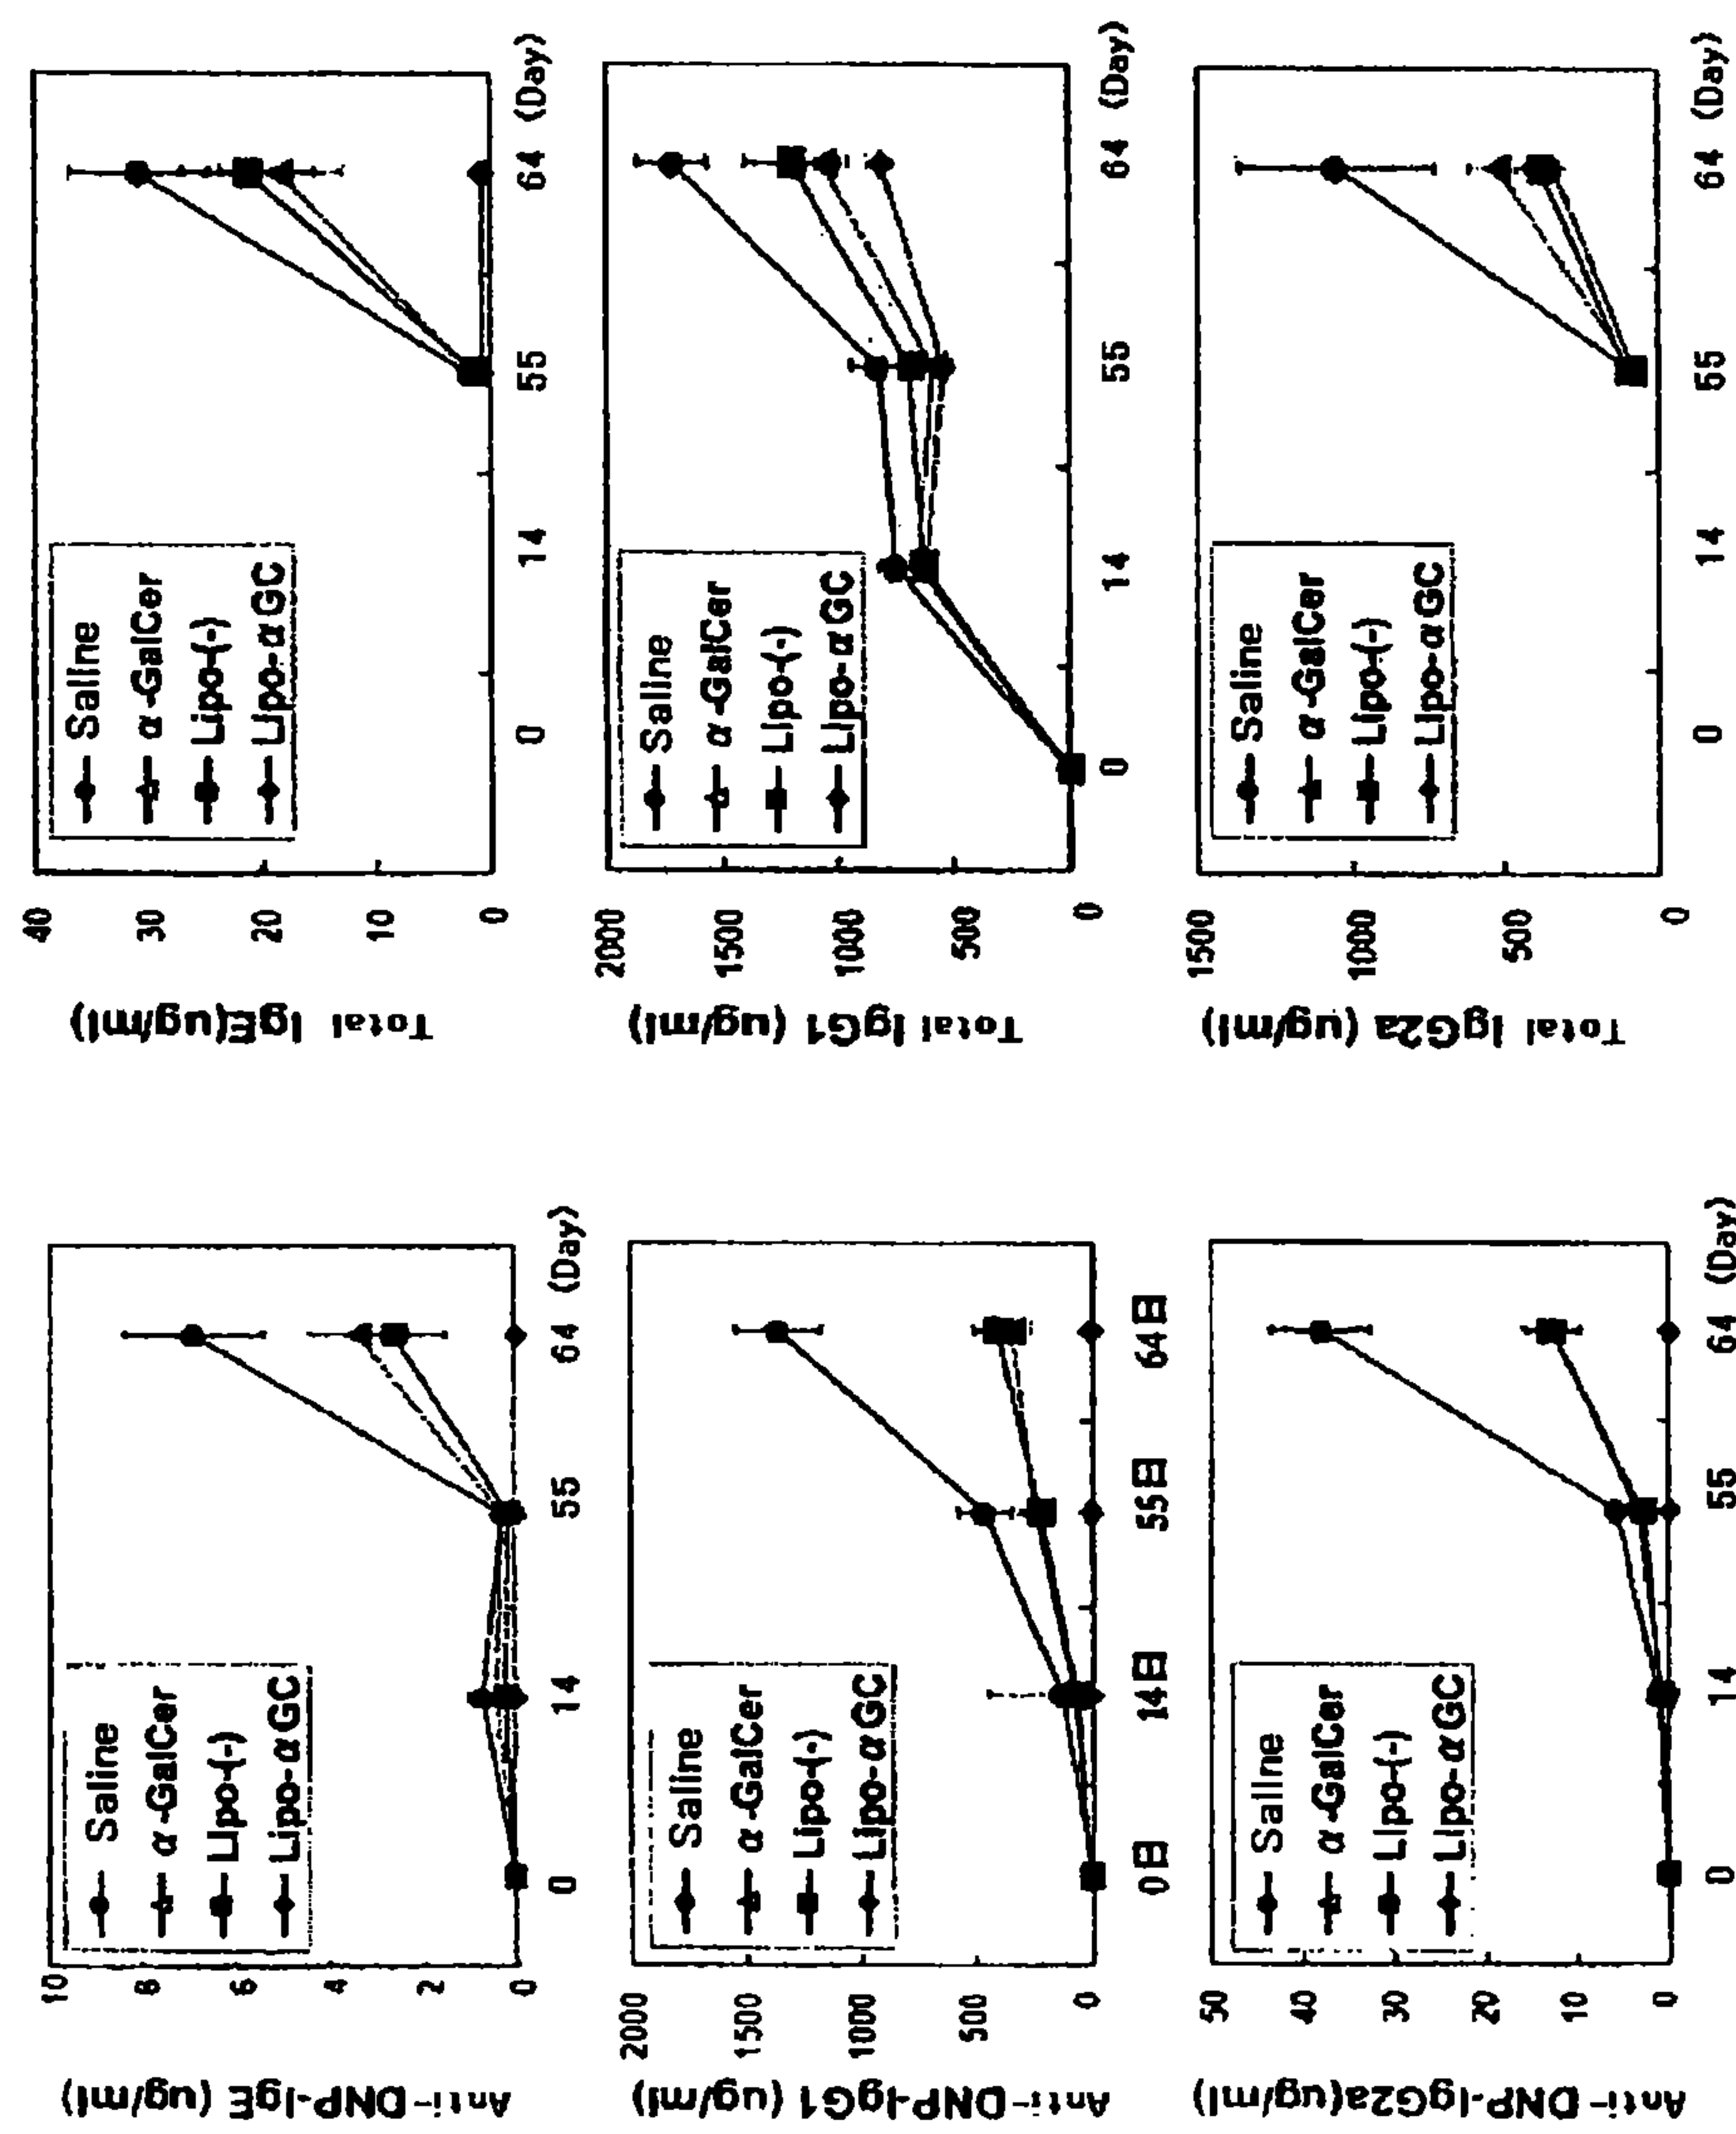 Anti-DNP-IgE (ug/ml)
10
8
6
4
2
0
Saline
α-GalCer
Lipo-(-)
Lipo-αGC
0 14 55 64 (Day)
Total IgE(ug/ml)
40
30
20
10
0
Saline
α-GalCer
Lipo-(-)
Lipo-αGC
0 14 55 64 (Day)
Anti-DNP-IgG1 (ug/ml)
2000
1500
1000
500
0
Saline
α-GalCer
Lipo-(-)
Lipo-αGC
0日 14日 55日 64日
Total IgG1 (ug/ml)
2000
1500
1000
500
0
Saline
α-GalCer
Lipo-(-)
Lipo-αGC
0 14 55 64 (Day)
Anti-DNP-IgG2a(ug/ml)
50
40
30
20
10
0
Saline
α-GalCer
Lipo-(-)
Lipo-αGC
0 14 55 64 (Day)
Total IgG2a (ug/ml)
1500
1000
500
0
Saline
α-GalCer
Lipo-(-)
Lipo-αGC
0 14 55 64 (Day)